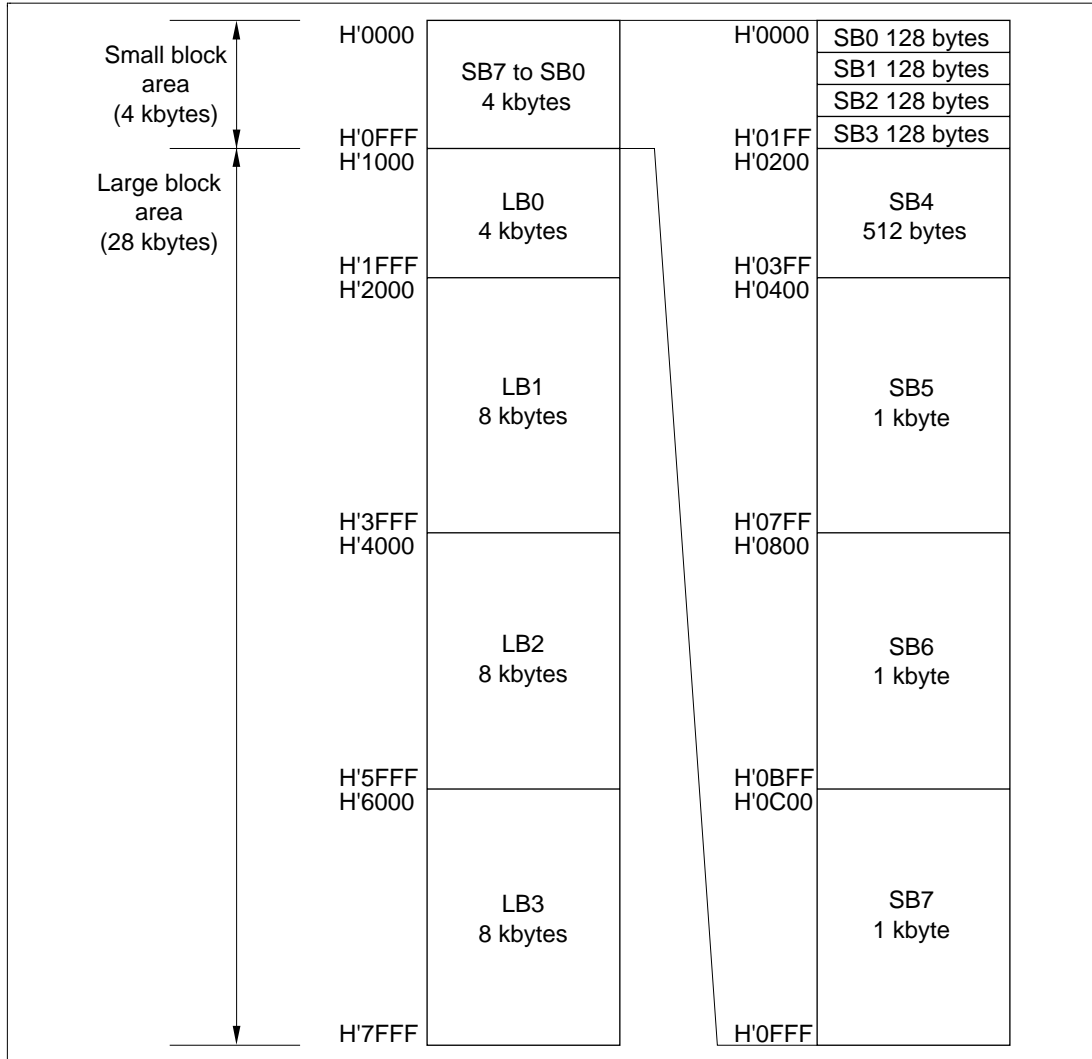 Small block
area
(4 kbytes)
Large block
area
(28 kbytes)
H'0000
SB7 to SB0
4 kbytes
H'0FFF
H'1000
LB0
4 kbytes
H'1FFF
H'2000
LB1
8 kbytes
H'3FFF
H'4000
LB2
8 kbytes
H'5FFF
H'6000
LB3
8 kbytes
H'7FFF
H'0000
SB0 128 bytes
SB1 128 bytes
SB2 128 bytes
SB3 128 bytes
H'01FF
H'0200
SB4
512 bytes
H'03FF
H'0400
SB5
1 kbyte
H'07FF
H'0800
SB6
1 kbyte
H'0BFF
H'0C00
SB7
1 kbyte
H'0FFF